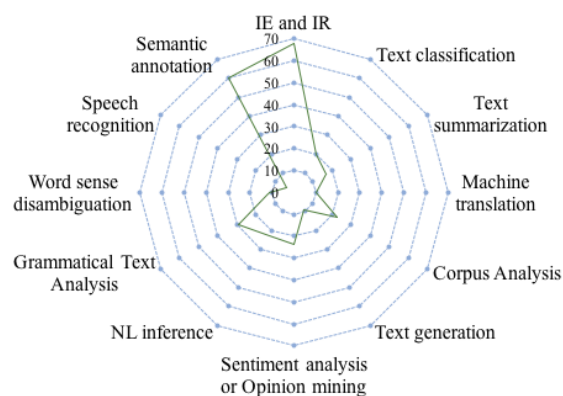 IE and IR
70
60
50
40
30
20
10
0
Text classification
Text
summarization
Machine
translation
Corpus Analysis
Text generation
Sentiment analysis
or Opinion mining
NL inference
Grammatical Text
Analysis
Word sense
disambiguation
Speech
recognition
Semantic
annotation